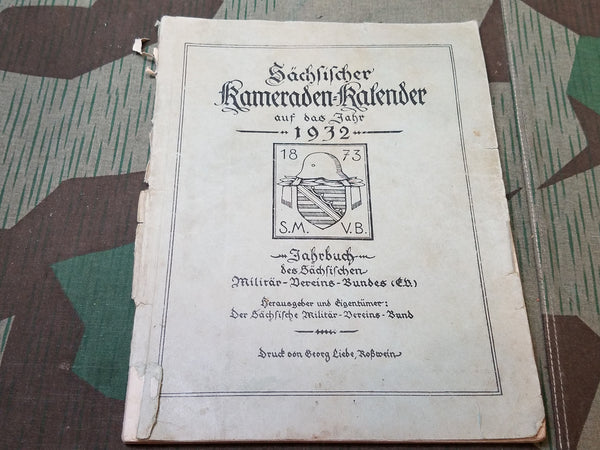 Sächsischer
Kameraden-Kalender
auf das Jahr
1932
18 73
S.M. V.B.
Jahrbuch
des Sächsischen
Militär-Vereins-Bundes (E.V.)
Herausgeber und Eigentümer:
Der Sächsische Militär-Vereins-Bund
Druck von Georg Liebe, Roßwein